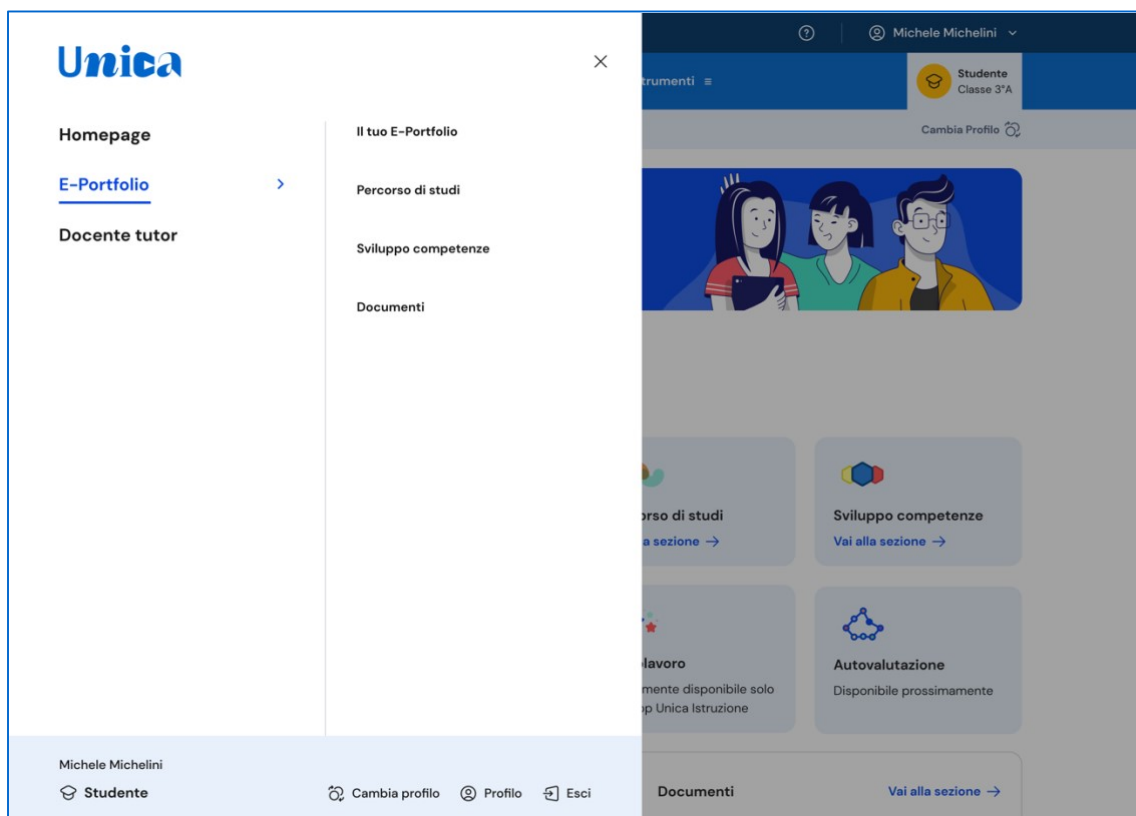 Unica
Homepage
E-Portfolio
Docente tutor
Il tuo E-Portfolio
Percorso di studi
Sviluppo competenze
Documenti
Michele Michelini
Studente
Cambia profilo
Profilo
Esci
Michele Michelini
trumenti
Studente
Classe 3°A
Cambia Profilo
orso di studi
a sezione →
Sviluppo competenze
Vai alla sezione →
lavoro
mente disponibile solo
pp Unica Istruzione
Autovalutazione
Disponibile prossimamente
Documenti
Vai alla sezione →